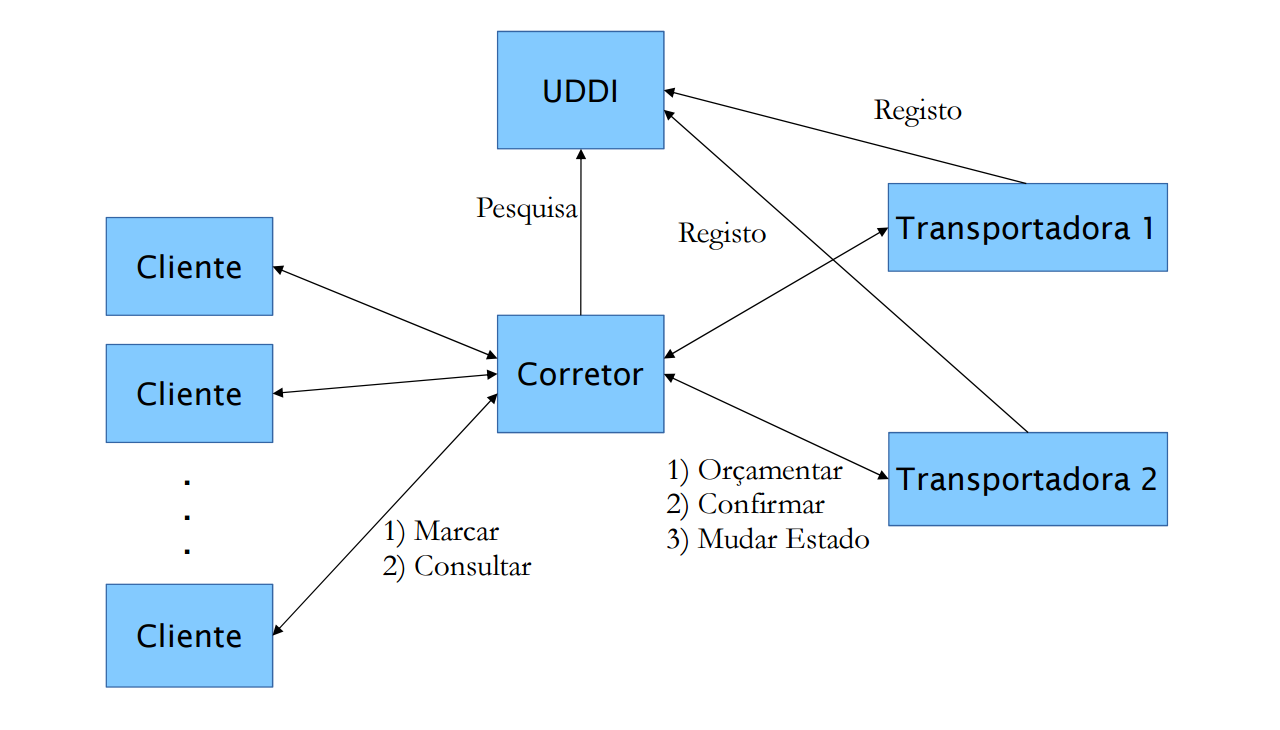 UDDI
Registo
Transportadora 1
Pesquisa
Registo
Cliente
Corretor
Cliente
1) Orçamentar
2) Confirmar
3) Mudar Estado
Transportadora 2
1) Marcar
2) Consultar
Cliente